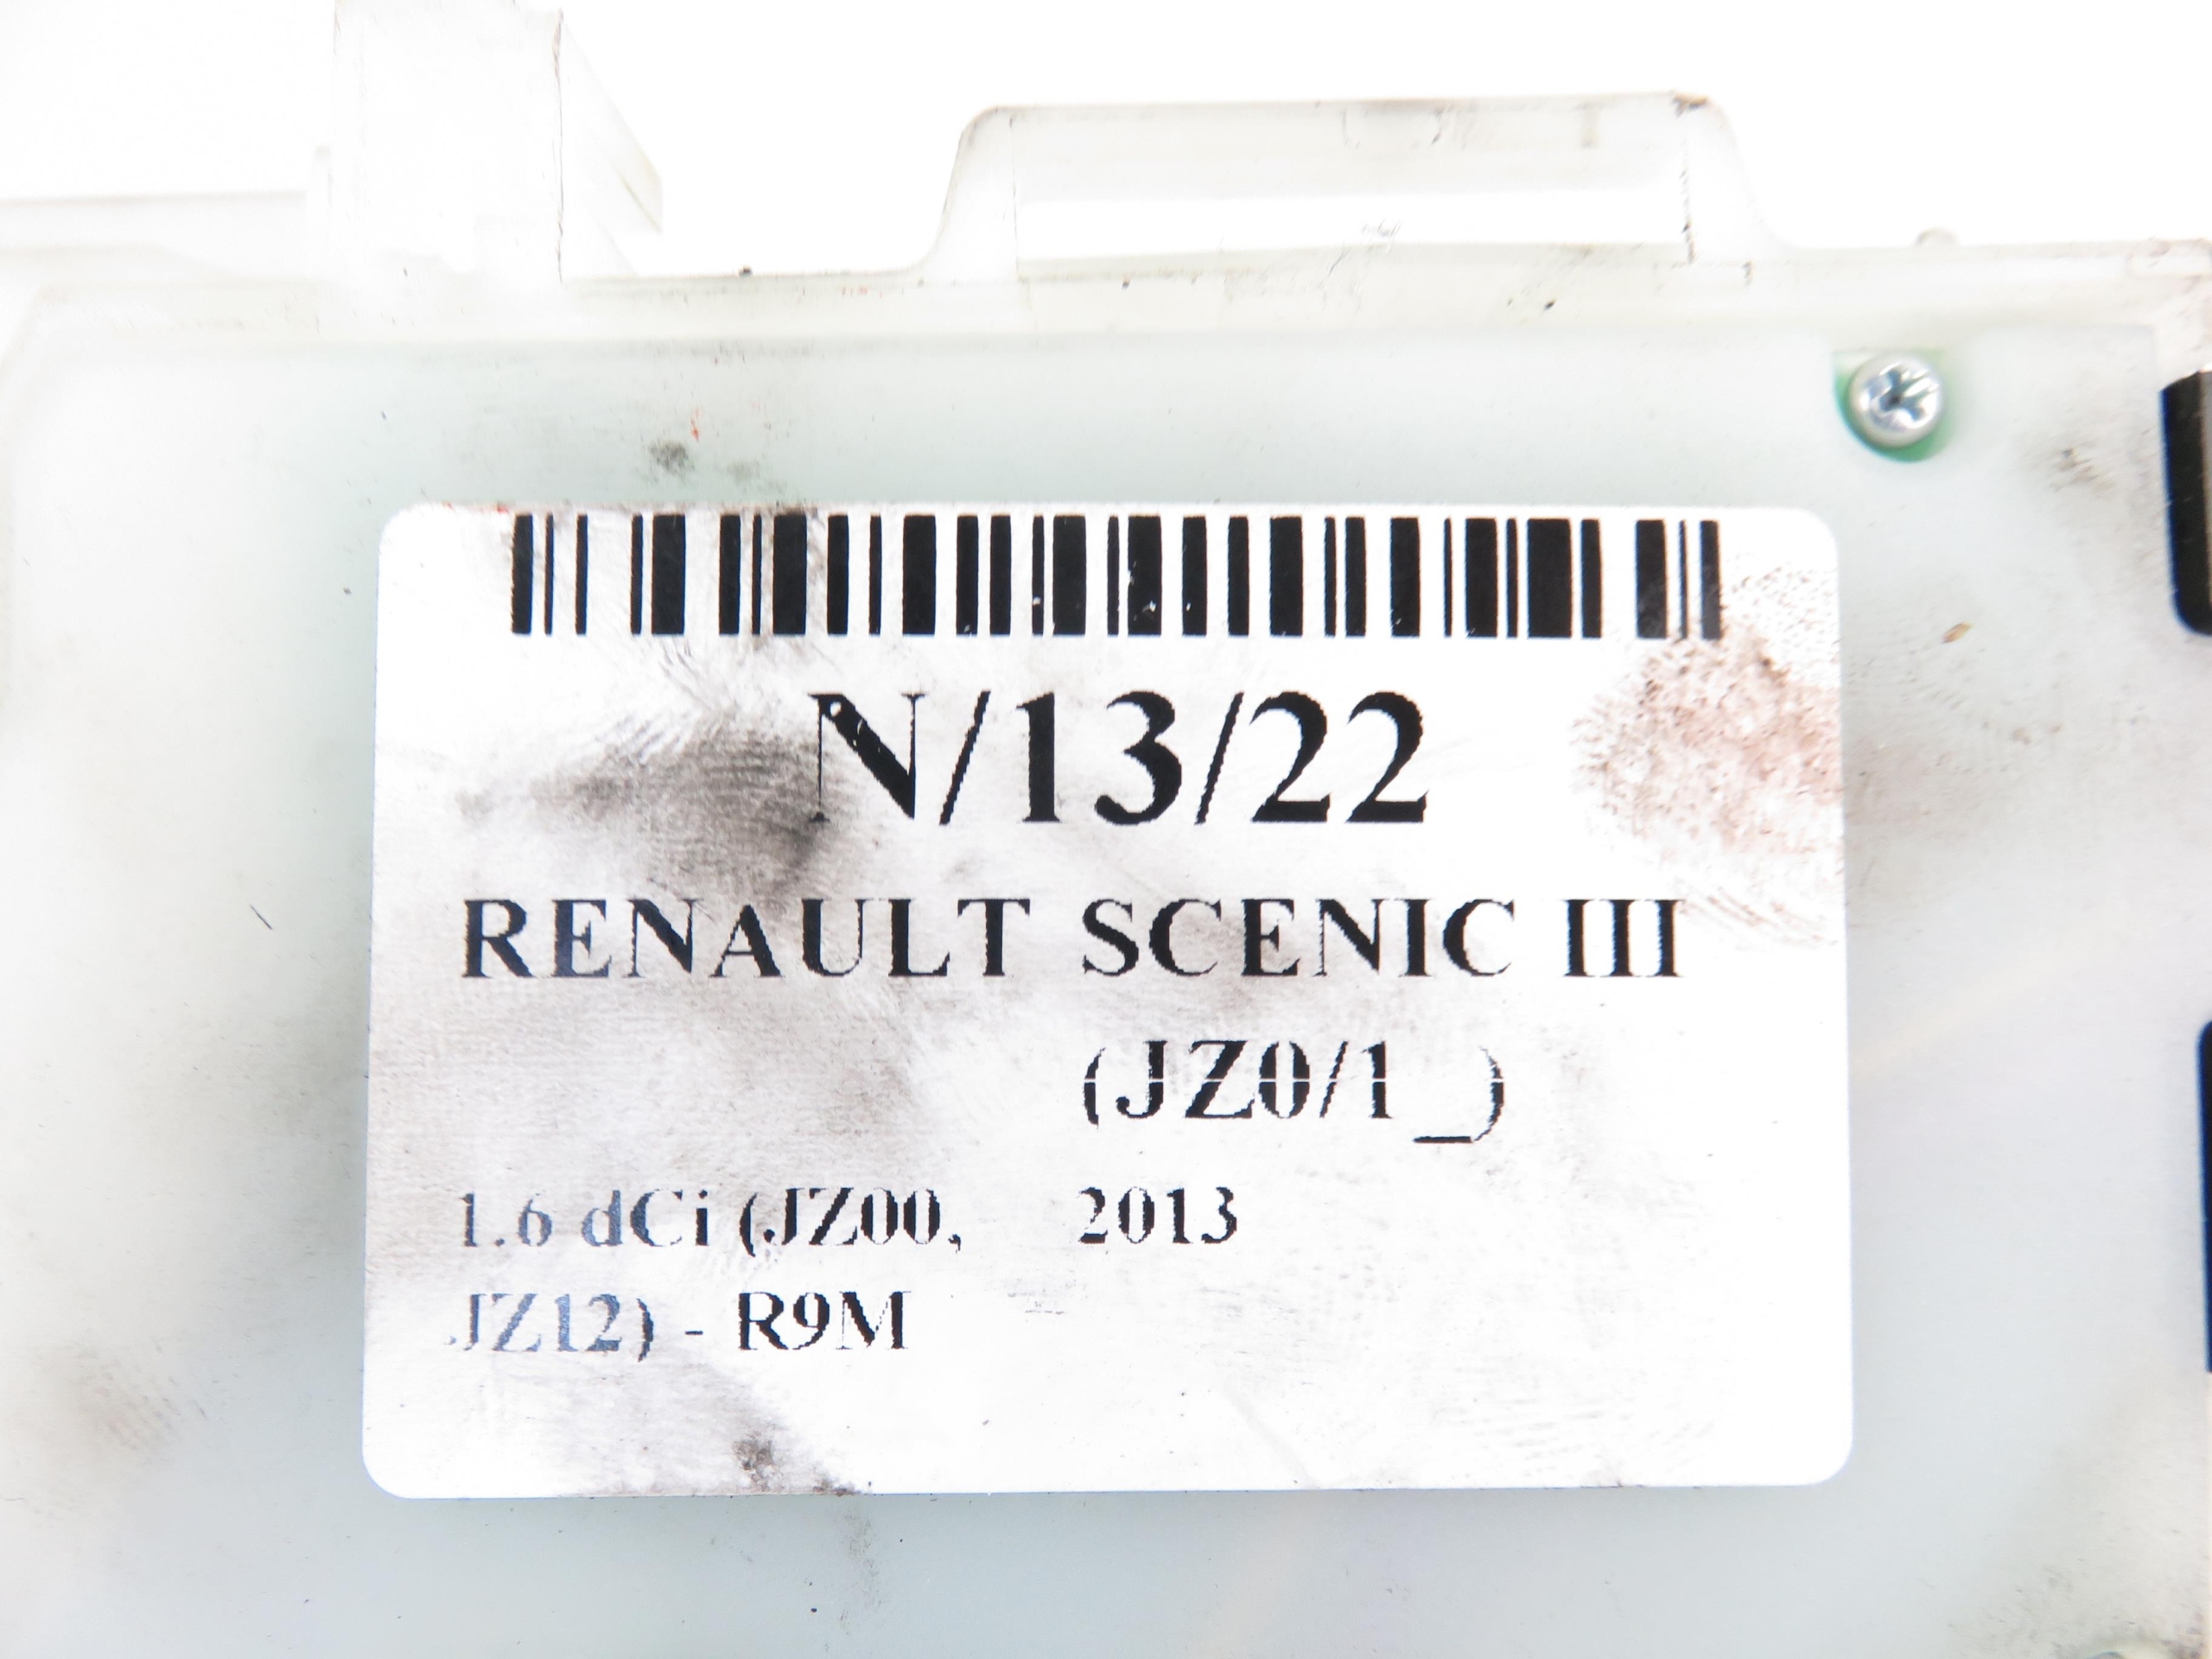 N/13/22
RENAULT SCENIC III
(JZ0/1_)
1.6 dCi (JZ00, 2013
JZ12) - R9M